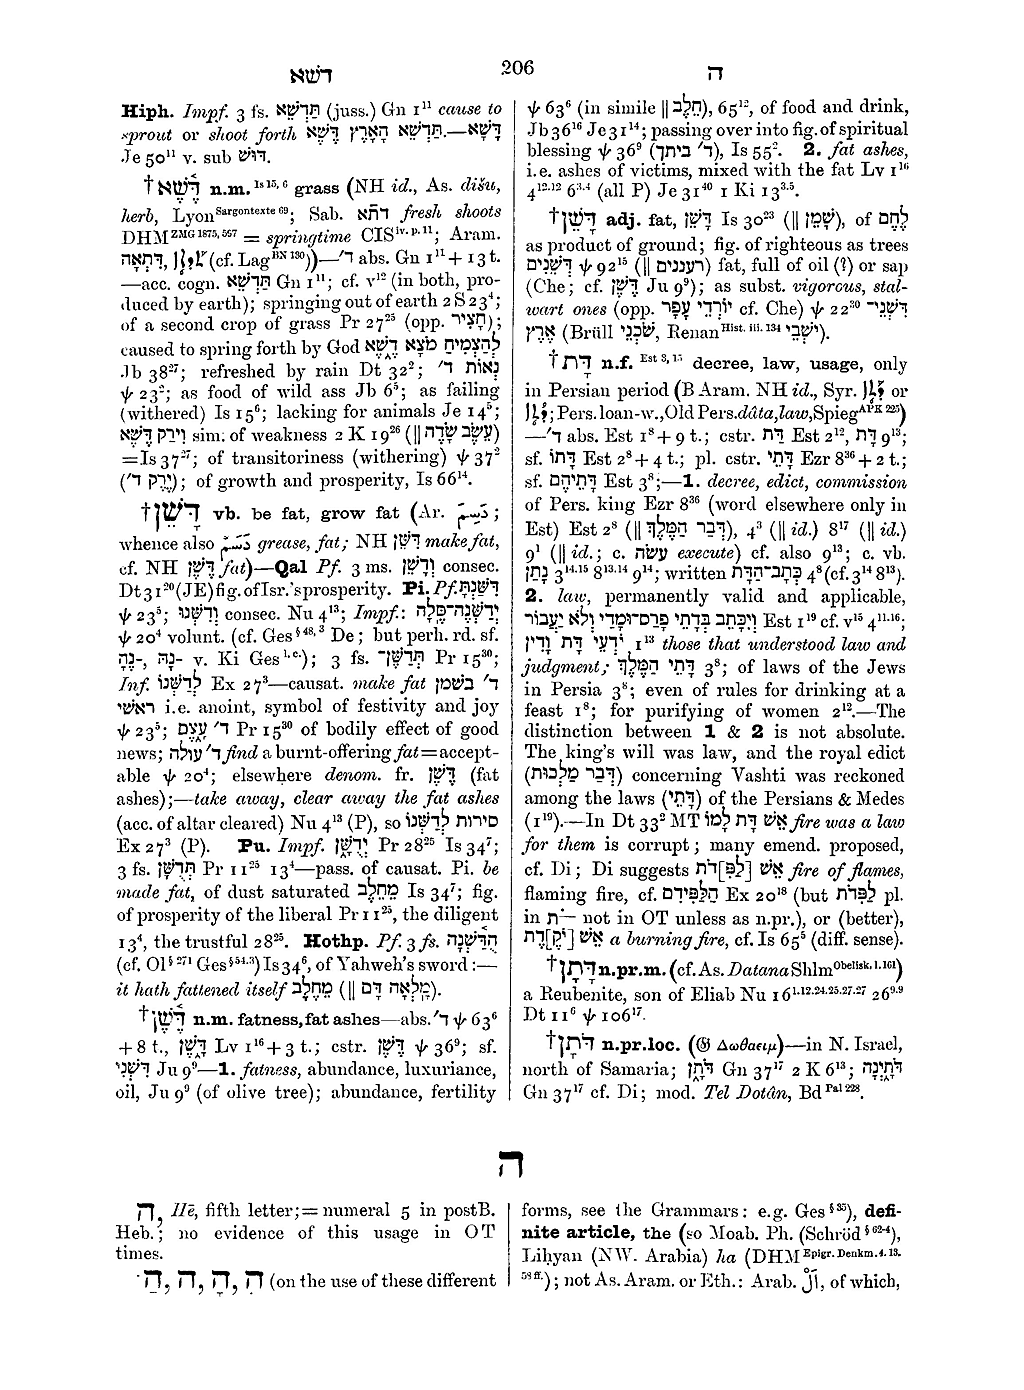 דשׁא
206
ה
Hiph. Impf. 3 fs. תַּדְשֵׁא (juss.) Gn 1¹¹ cause to
sprout or shoot forth תַּדְשֵׁא הָאָרֶץ דֶּשֶׁא.—דָּשָׁא
Je 50¹¹ v. sub דּוּשׁ.
†דֶּ֫שֶׁא n.m. Is 15, 6 grass (NH id., As. dišu,
herb, Lyon Sargontexte 69; Sab. דתֿא fresh shoots
DHM ZMG 1875, 597 = springtime CIS iv. p. 11; Aram.
דִּתְאָה, (cf. Lag BN 130))—ד׳ abs. Gn 1¹¹ + 13 t.
—acc. cogn. תַּדְשֵׁא Gn 1¹¹; cf. v¹² (in both, pro-
duced by earth); springing out of earth 2 S 23⁴;
of a second crop of grass Pr 27²⁵ (opp. חָצִיר);
caused to spring forth by God לְהַצְמִיחַ מֹצָא דֶשֶׁא
Jb 38²⁷; refreshed by rain Dt 32²; נְאוֹת ד׳
ψ 23²; as food of wild ass Jb 6⁵; as failing
(withered) Is 15⁶; lacking for animals Je 14⁵;
וִירַק דֶּשֶׁא sim. of weakness 2 K 19²⁶ (‖ עֵשֶׂב שָׂדֶה)
= Is 37²⁷; of transitoriness (withering) ψ 37²
(יֶרֶק ד׳); of growth and prosperity, Is 66¹⁴.
†[דָּשֵׁן] vb. be fat, grow fat (Ar. دَسِمَ;
whence also دَسَمٌ grease, fat; NH דִּשֵּׁן make fat,
cf. NH דֶּשֶׁן fat)—Qal Pf. 3 ms. וְדָשֵׁן consec.
Dt 31²⁰ (JE) fig. of Isr.'s prosperity. Pi. Pf. דִּשַּׁנְתָּ
ψ 23⁵; וְדִשְּׁנוּ consec. Nu 4¹³; Impf.: יְדַשְּׁנֶה־סֶּלָה
ψ 20⁴ volunt. (cf. Ges § 48, 3 De; but perh. rd. sf.
נָהּ, -נֶּהָ- v. Ki Ges l. c.); 3 fs. תְּדַשֶּׁן־ Pr 15³⁰;
Inf. לְדַשְּׁנוֹ Ex 27³—causat. make fat ד׳ בשמן
ראשׁי i.e. anoint, symbol of festivity and joy
ψ 23⁵; ד׳ עֶצֶם Pr 15³⁰ of bodily effect of good
news; ד׳ עולה find a burnt-offering fat = accept-
able ψ 20⁴; elsewhere denom. fr. דֶּשֶׁן (fat
ashes);—take away, clear away the fat ashes
(acc. of altar cleared) Nu 4¹³ (P), so סירות לְדַשְּׁנוֹ
Ex 27³ (P). Pu. Impf. יְדֻשָּׁן Pr 28²⁵ Is 34⁷;
3 fs. תְּדֻשָּׁן Pr 11²⁵ 13⁴—pass. of causat. Pi. be
made fat, of dust saturated מֵחֵלֶב Is 34⁷; fig.
of prosperity of the liberal Pr 11²⁵, the diligent
13⁴, the trustful 28²⁵. Hothp. Pf. 3 fs. הֻדַּשְּׁנָה
(cf. Ol § 271 Ges § 54. 3) Is 34⁶, of Yahweh's sword:—
it hath fattened itself מֵחֵלֶב (‖ מָלְאָה דָּם).
†דֶּ֫שֶׁן n.m. fatness, fat ashes—abs. ד׳ ψ 63⁶
+ 8 t., דָּשֶׁן Lv 1¹⁶ + 3 t.; cstr. דֶּשֶׁן ψ 36⁹; sf.
דִּשְׁנִי Ju 9⁹—1. fatness, abundance, luxuriance,
oil, Ju 9⁹ (of olive tree); abundance, fertility
ψ 63⁶ (in simile ‖ חֵלֶב), 65¹², of food and drink,
Jb 36¹⁶ Je 31¹⁴; passing over into fig. of spiritual
blessing ψ 36⁹ (ד׳ ביתך), Is 55². 2. fat ashes,
i.e. ashes of victims, mixed with the fat Lv 1¹⁶
4¹².¹² 6³.⁴ (all P) Je 31⁴⁰ 1 Ki 13³.⁵.
†[דָּשֵׁן] adj. fat, דָּשֵׁן Is 30²³ (‖ שָׁמֵן), of לֶחֶם
as product of ground; fig. of righteous as trees
דְּשֵׁנִים ψ 92¹⁵ (‖ רעננים) fat, full of oil (?) or sap
(Che; cf. דֶּשֶׁן Ju 9⁹); as subst. vigorous, stal-
wart ones (opp. יוֹרְדֵי עָפָר cf. Che) ψ 22³⁰ דִּשְׁנֵי־
אֶרֶץ (Brüll שֹׁכְנֵי, Renan Hist. iii. 134 יֹשְׁבֵי).
†דָּת n.f. Est 3, 15 decree, law, usage, only
in Persian period (B Aram. NH id., Syr. or
; Pers. loan-w., Old Pers. dâta, law, Spieg APK 225)
—ד׳ abs. Est 1⁸ + 9 t.; cstr. דָּת Est 2¹², דָּת 9¹³;
sf. דָּתוֹ Est 2⁸ + 4 t.; pl. cstr. דָּתֵי Ezr 8³⁶ + 2 t.;
sf. דָּתֵיהֶם Est 3⁸;—1. decree, edict, commission
of Pers. king Ezr 8³⁶ (word elsewhere only in
Est) Est 2⁸ (‖ דְּבַר הַמֶּלֶךְ), 4³ (‖ id.) 8¹⁷ (‖ id.)
9¹ (‖ id.; c. עשׂה execute) cf. also 9¹³; c. vb.
נָתַן 3¹⁴.¹⁵ 8¹³.¹⁴ 9¹⁴; written כְּתָב־הַדָּת 4⁸ (cf. 3¹⁴ 8¹³).
2. law, permanently valid and applicable,
וְיִכָּתֵב בְּדָתֵי פָרַס־וּמָדַי וְלֹא יַעֲבוֹר Est 1¹⁹ cf. v¹⁵ 4¹¹.¹⁶;
יֹדְעֵי דָּת וָדִין 1¹³ those that understood law and
judgment; דָּתֵי הַמֶּלֶךְ 3⁸; of laws of the Jews
in Persia 3⁸; even of rules for drinking at a
feast 1⁸; for purifying of women 2¹².—The
distinction between 1 & 2 is not absolute.
The king's will was law, and the royal edict
(דְּבַר מַלְכוּת) concerning Vashti was reckoned
among the laws (דָּתֵי) of the Persians & Medes
(1¹⁹).—In Dt 33² MT אֵשׁ דָּת לָמוֹ fire was a law
for them is corrupt; many emend. proposed,
cf. Di; Di suggests אֵשׁ [לַפִּ]דֹת fire of flames,
flaming fire, cf. הַלַּפִּידִם Ex 20¹⁸ (but לַפִּדֹת pl.
in ־ֹת not in OT unless as n.pr.), or (better),
אֵשׁ [יֹקֶ]דֶת a burning fire, cf. Is 65⁵ (diff. sense).
†דָּתָן n.pr.m. (cf. As. Datana Shlm Obelisk, l. 161)
a Reubenite, son of Eliab Nu 16¹.¹².²⁴.²⁵.²⁷.²⁷ 26⁹.⁹
Dt 11⁶ ψ 106¹⁷.
†דֹּתָן n.pr.loc. (𝔊 Δωθαειμ)—in N. Israel,
north of Samaria; דֹּתָן Gn 37¹⁷ 2 K 6¹³; דֹּתָיְנָה
Gn 37¹⁷ cf. Di; mod. Tel Dotân, Bd Pal 228.
ה
ה, Hē, fifth letter; = numeral 5 in postB.
Heb.; no evidence of this usage in OT
times.
הַ·, הַ, הָ, הֶ (on the use of these different
forms, see the Grammars: e.g. Ges § 35), defi-
nite article, the (so Moab. Ph. (Schröd § 62-4),
Liḥyan (NW. Arabia) ha (DHM Epigr. Denkm. 4. 13.
58 ff.); not As. Aram. or Eth.: Arab. أَلْ, of which,